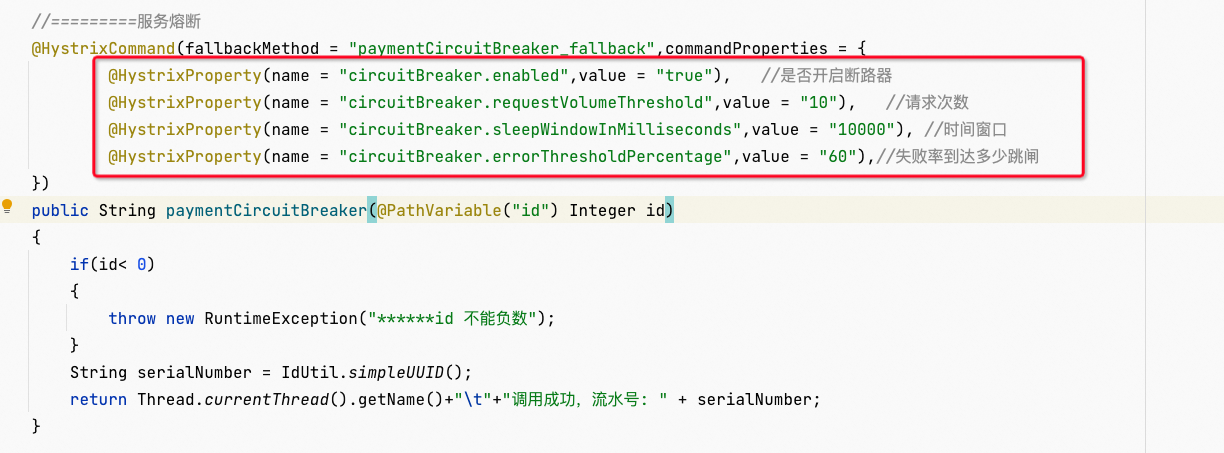 //=========服务熔断
@HystrixCommand(fallbackMethod = "paymentCircuitBreaker_fallback",commandProperties = {
@HystrixProperty(name = "circuitBreaker.enabled",value = "true"),   //是否开启断路器
@HystrixProperty(name = "circuitBreaker.requestVolumeThreshold",value = "10"),   //请求次数
@HystrixProperty(name = "circuitBreaker.sleepWindowInMilliseconds",value = "10000"), //时间窗口
@HystrixProperty(name = "circuitBreaker.errorThresholdPercentage",value = "60"),//失败率到达多少跳闸
})
public String paymentCircuitBreaker(@PathVariable("id") Integer id)
{
if(id< 0)
{
throw new RuntimeException("******id 不能负数");
}
String serialNumber = IdUtil.simpleUUID();
return Thread.currentThread().getName()+"\t"+"调用成功，流水号: " + serialNumber;
}